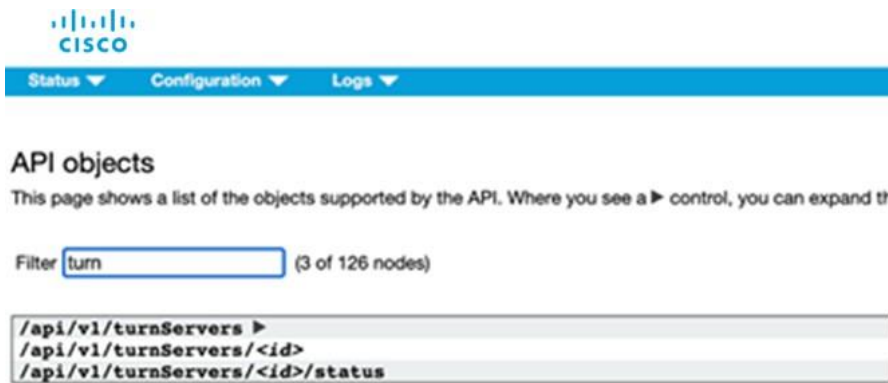 CISCO
Status Configuration Logs
API objects
This page shows a list of the objects supported by the API. Where you see a ▶ control, you can expand th
Filter turn (3 of 126 nodes)
/api/v1/turnServers ▶
/api/v1/turnServers/<id>
/api/v1/turnServers/<id>/status